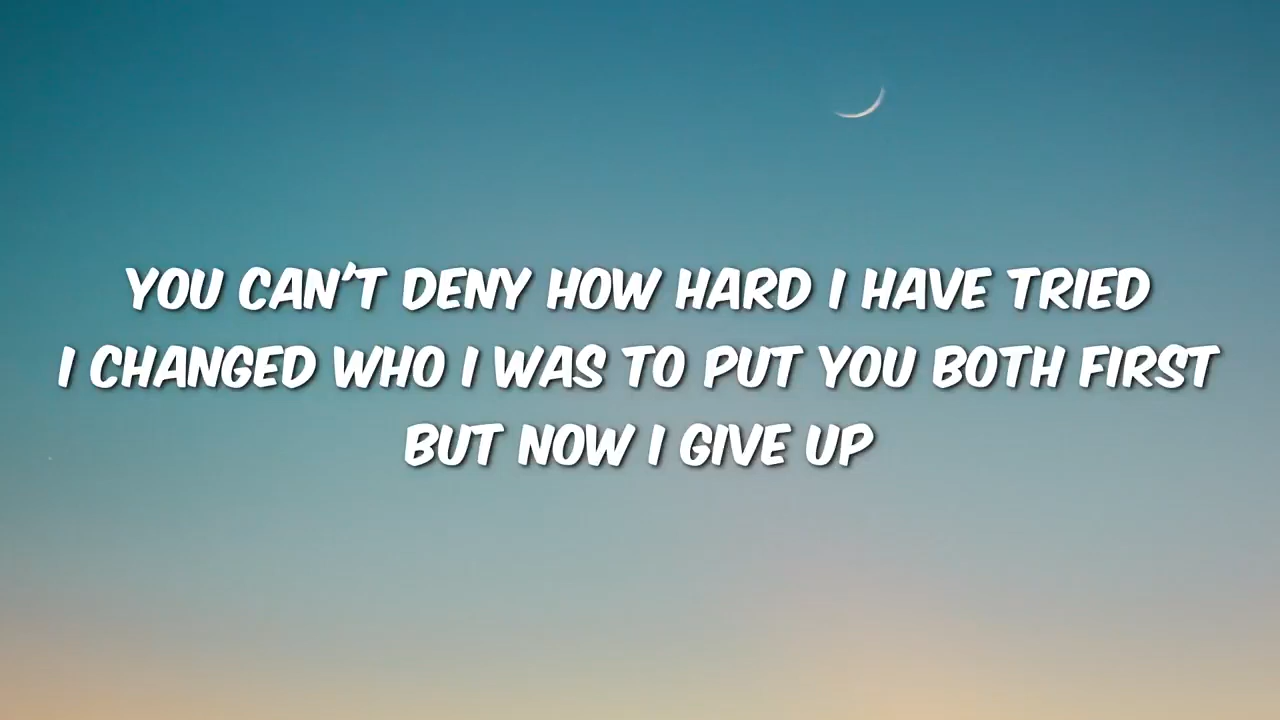 YOU CAN'T DENY HOW HARD I HAVE TRIED
I CHANGED WHO I WAS TO PUT YOU BOTH FIRST
BUT NOW I GIVE UP